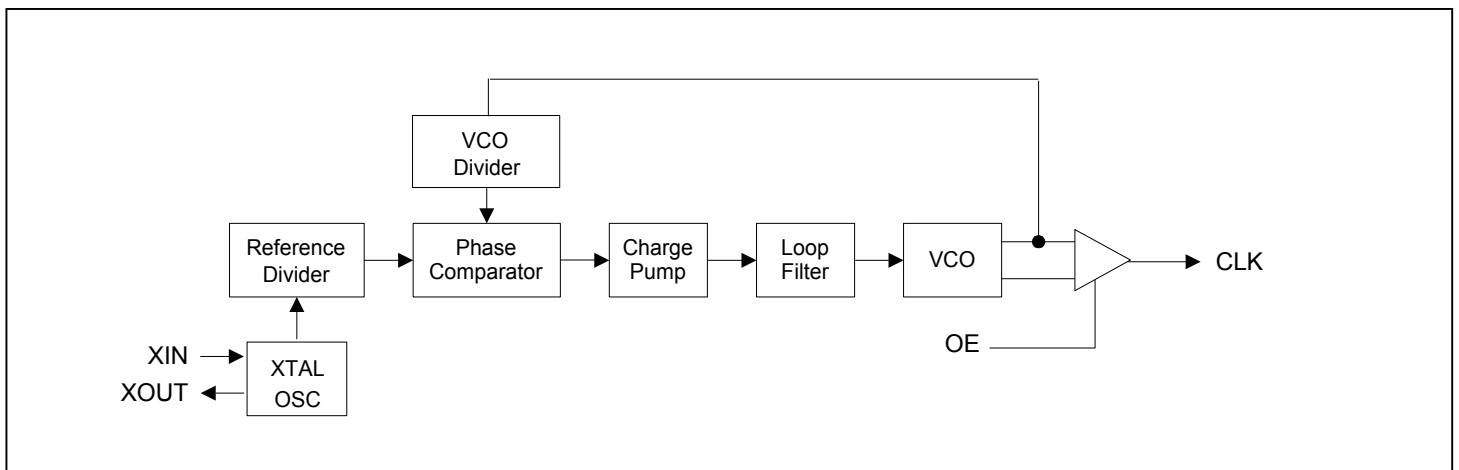 VCO
Divider
Reference
Divider
Phase
Comparator
Charge
Pump
Loop
Filter
VCO
CLK
XIN
XOUT
XTAL
OSC
OE